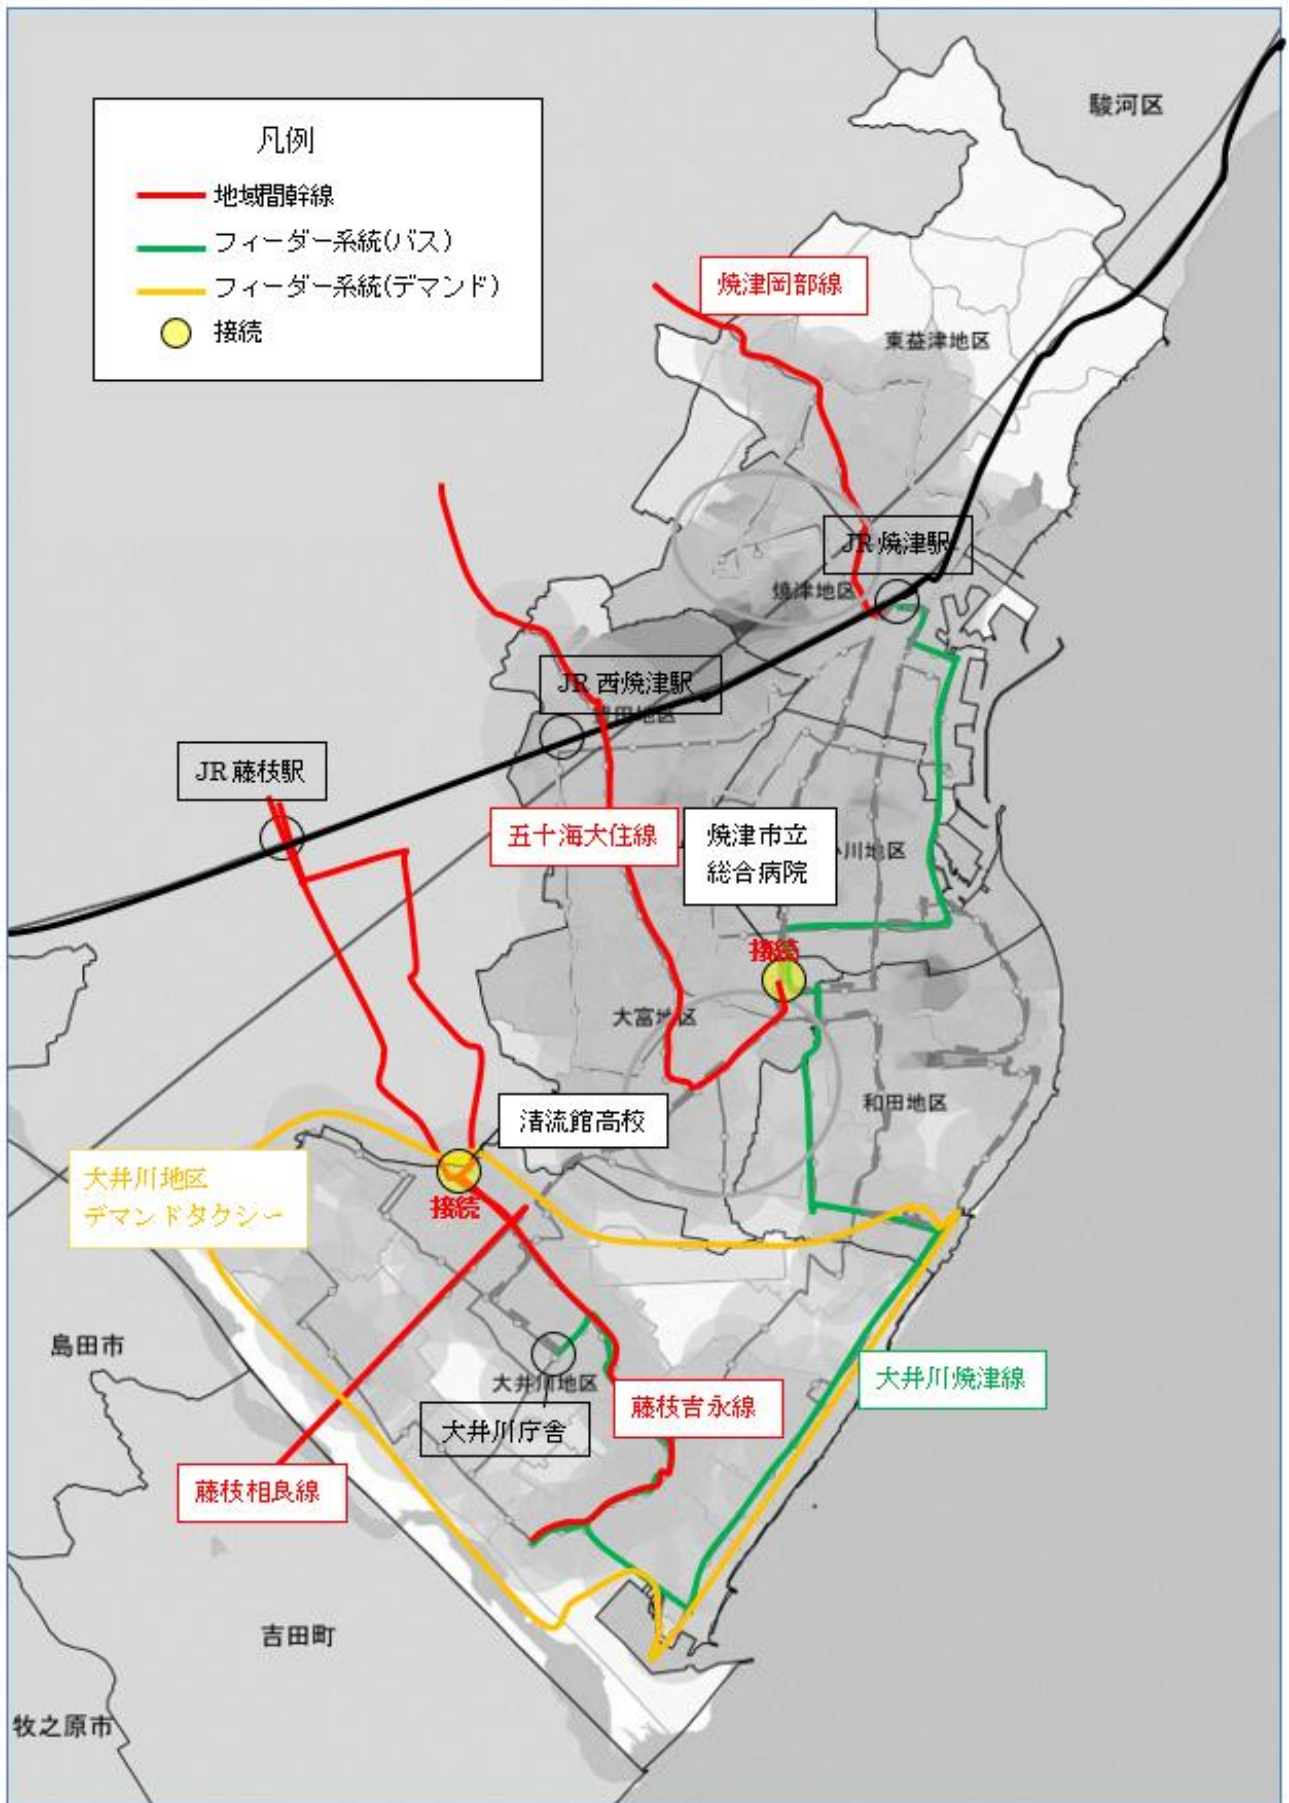 駿河区
凡例
地域間幹線
フィーダー系統(バス)
フィーダー系統(デマンド)
接続
焼津岡部線
東益津地区
JR 焼津駅
焼津地区
JR 西焼津駅
JR 藤枝駅
五十海大住線
焼津市立
総合病院
小川地区
接続
大富地区
和田地区
清流館高校
大井川地区
デマンドタクシー
接続
島田市
大井川地区
大井川焼津線
藤枝吉永線
大井川庁舎
藤枝相良線
吉田町
牧之原市